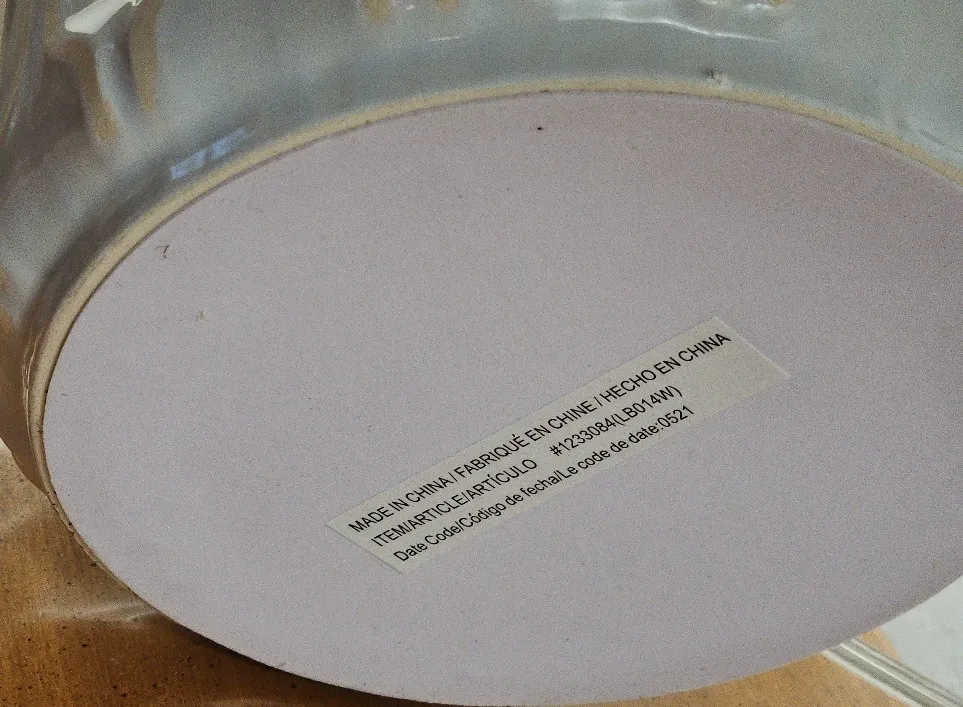 MADE IN CHINA / FABRIQUÉ EN CHINE / HECHO EN CHINA
ITEM/ARTICLE/ARTÍCULO #1233084(LB014W)
Date Code/Código de fecha/Le code de date:0521